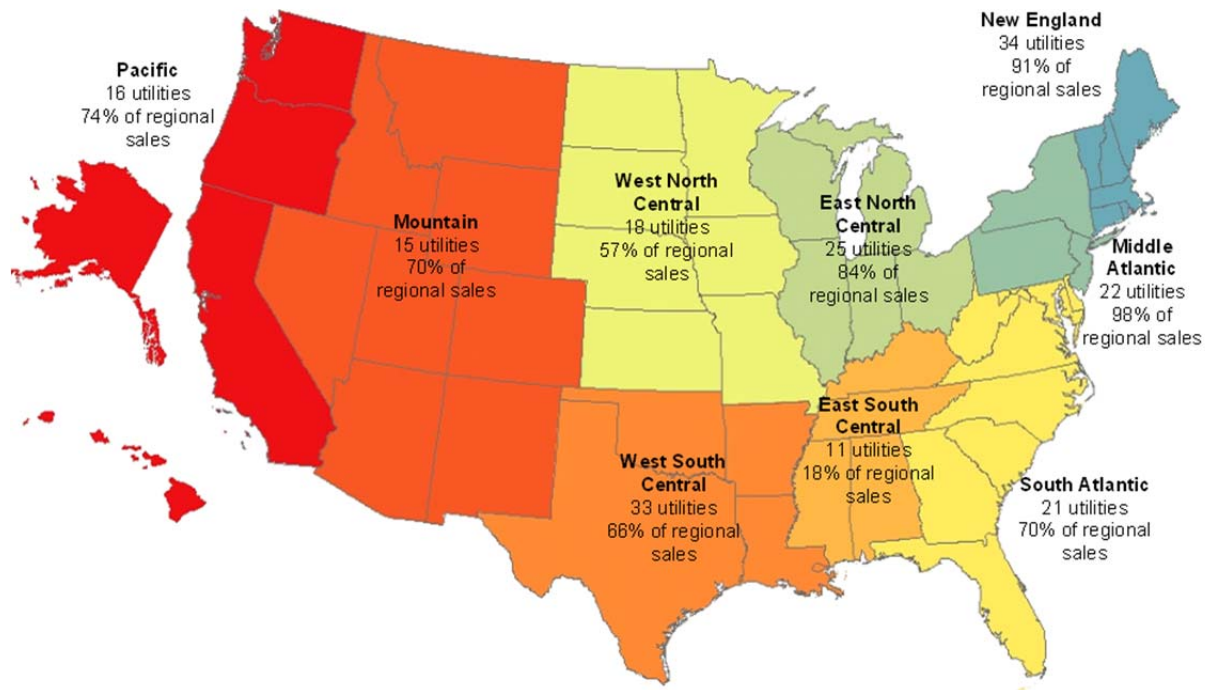 New England
34 utilities
91% of
regional sales
Pacific
16 utilities
74% of regional
sales
West North
Central
18 utilities
57% of regional
sales
East North
Central
25 utilities
84% of
regional sales
Mountain
15 utilities
70% of
regional sales
Middle
Atlantic
22 utilities
98% of
regional sales
East South
Central
11 utilities
18% of regional
sales
West South
Central
33 utilities
66% of regional
sales
South Atlantic
21 utilities
70% of regional
sales